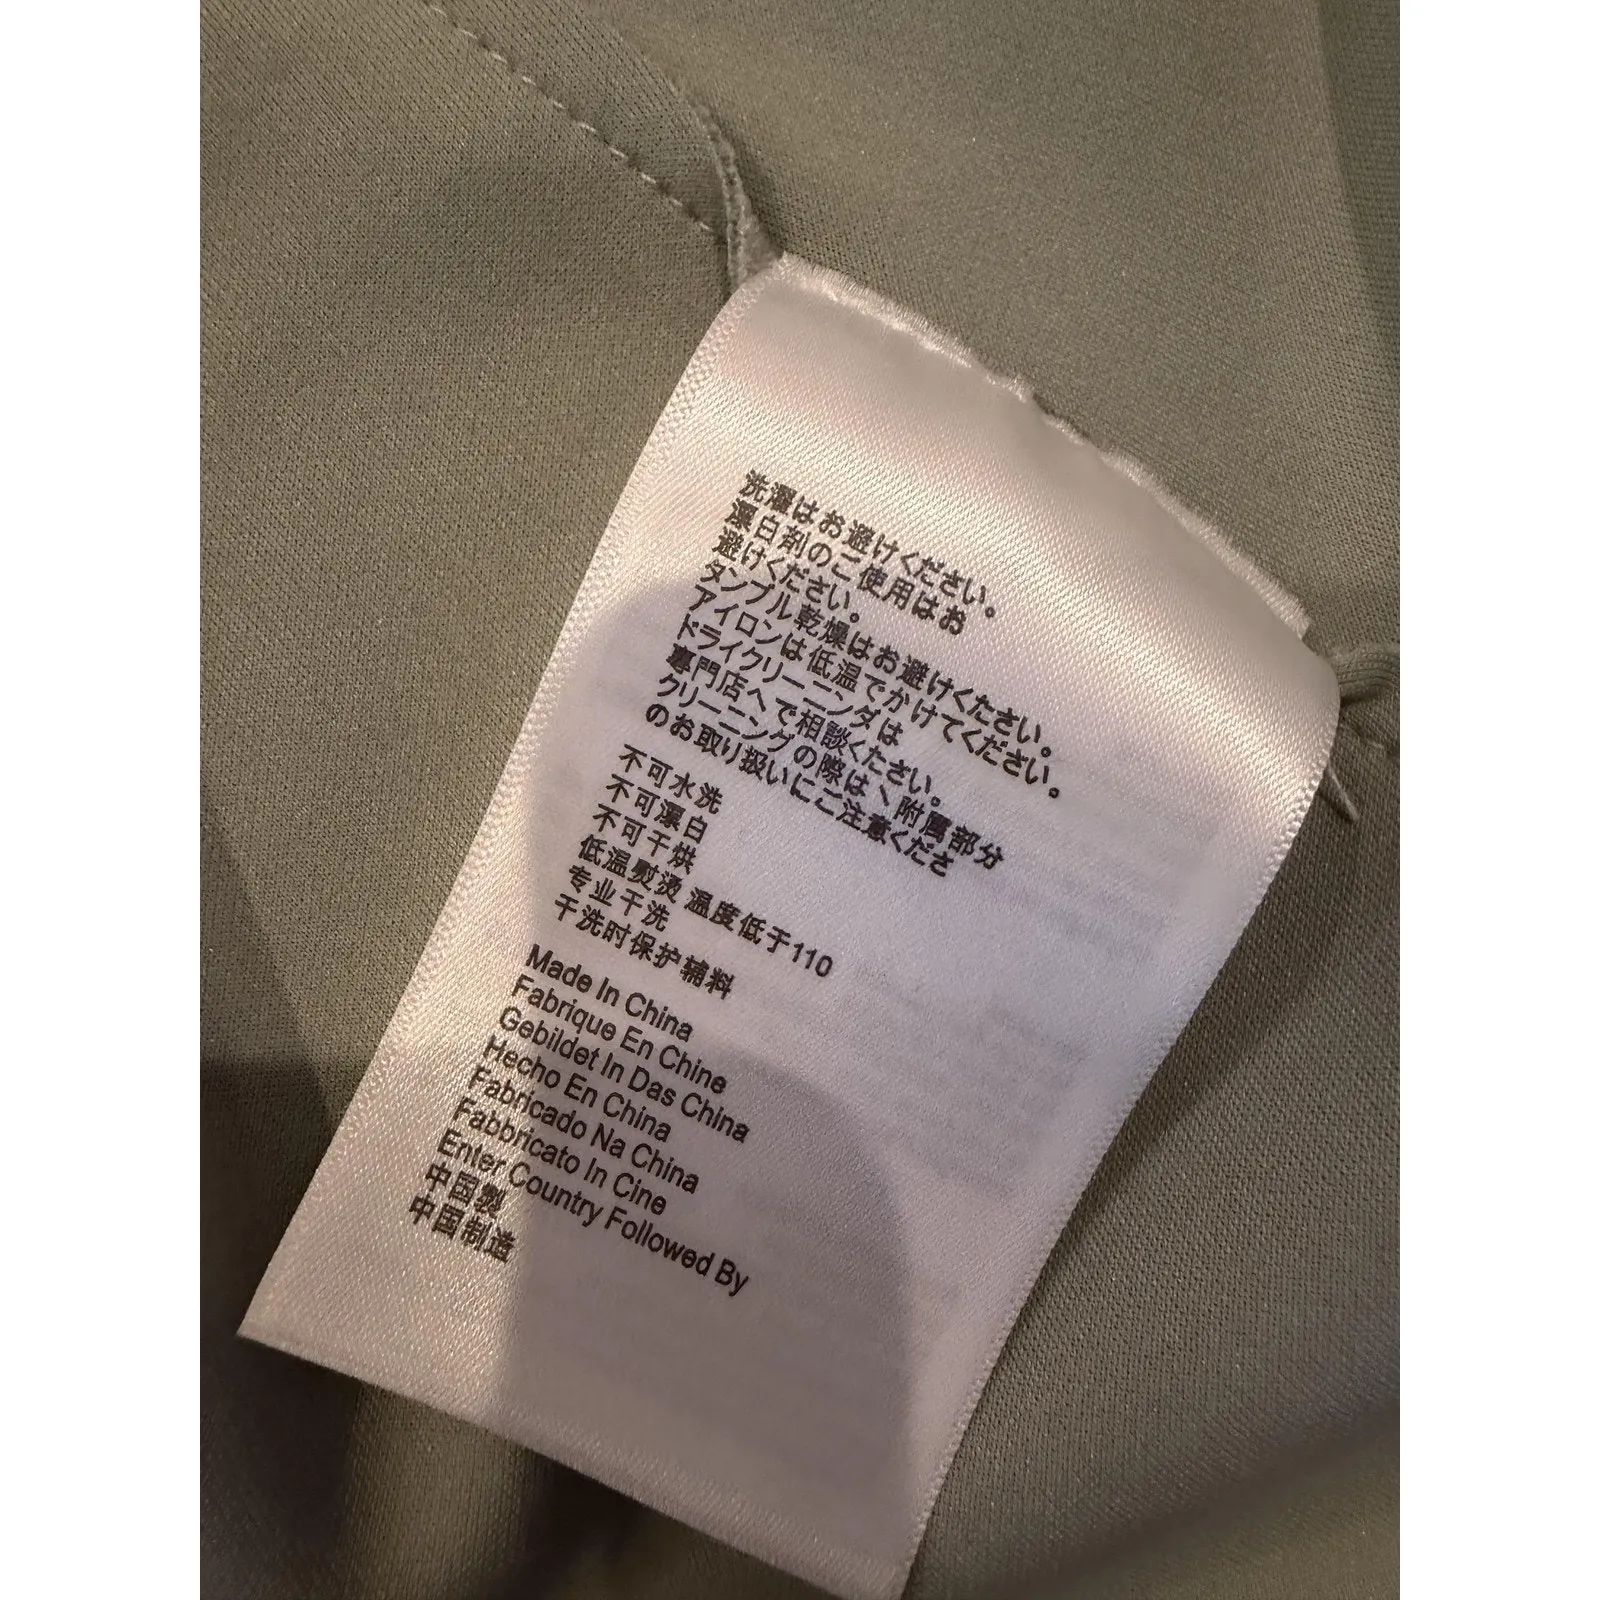 洗濯はお避けください。
漂白剤のご使用はお
避けください。
タンブル乾燥はお避けください。
アイロンは低温でかけてください。
ドライクリーニンダは
專門店へで相談ください。
クリーニングの際は、附属部分
のお取り扱いにご注意くださ
不可水洗
不可漂白
不可干烘
低温熨烫 温度低于110
专业干洗
干洗时保护辅料
Made In China
Fabrique En Chine
Gebildet In Das China
Hecho En China
Fabricado Na China
Fabbricato In Cine
Enter Country Followed By
中国製
中国制造